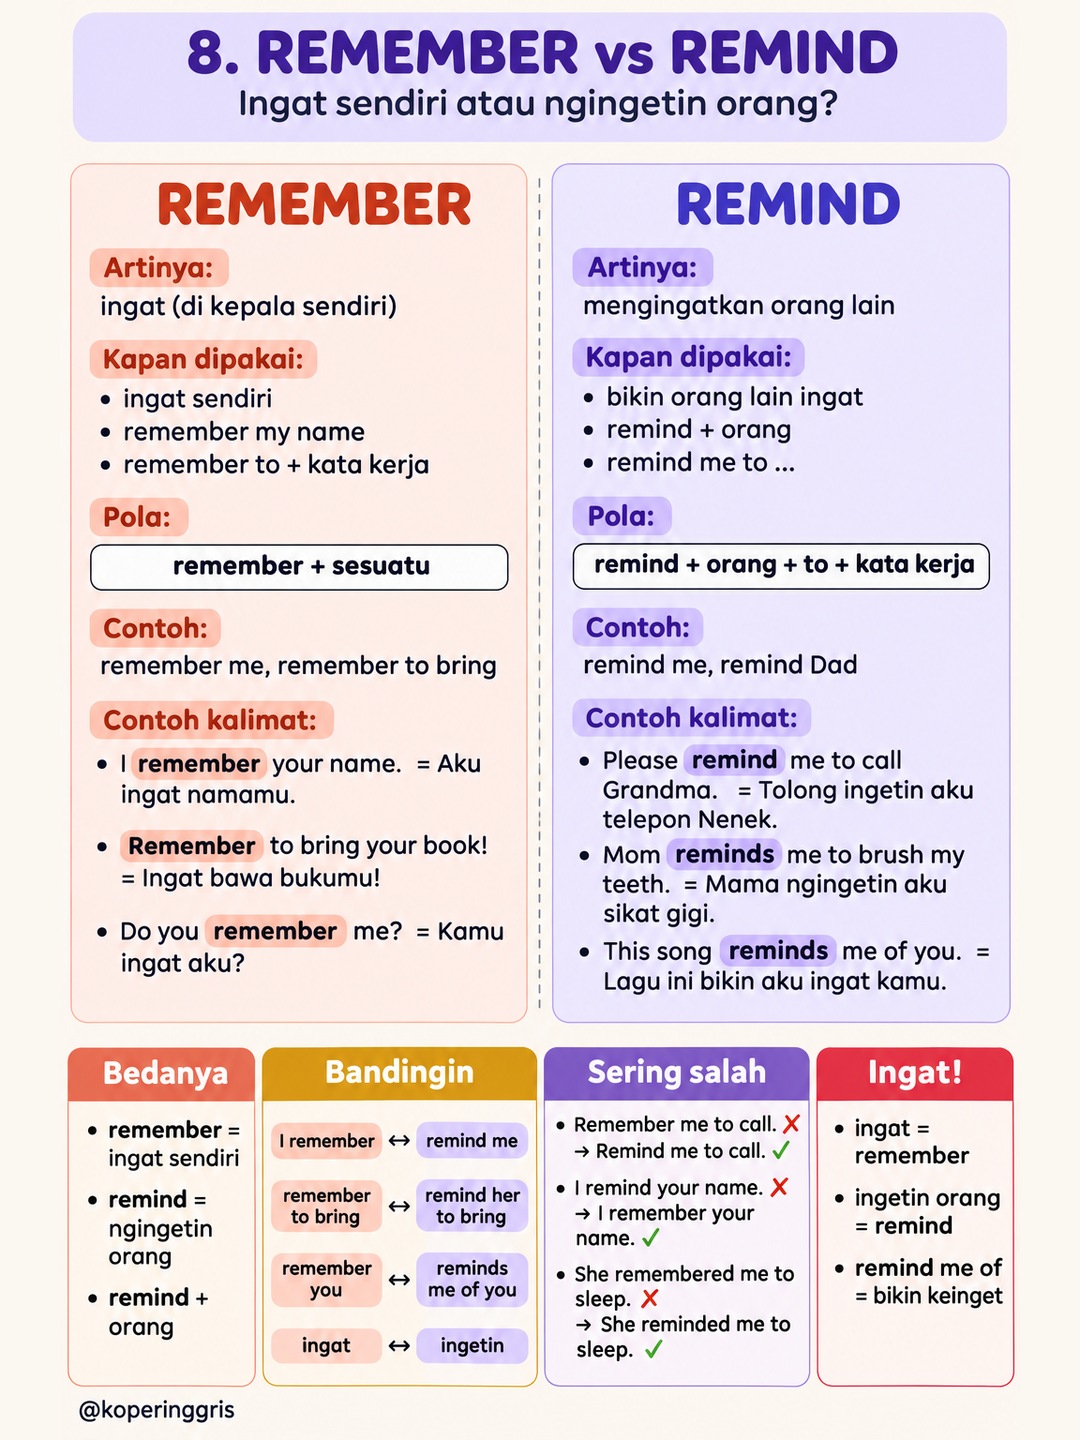 8. REMEMBER vs REMIND
Ingat sendiri atau ngingetin orang?
REMEMBER
Artinya:
ingat (di kepala sendiri)
Kapan dipakai:
• ingat sendiri
• remember my name
• remember to + kata kerja
Pola:
remember + sesuatu
Contoh:
remember me, remember to bring
Contoh kalimat:
• I remember your name. = Aku
ingat namamu.
• Remember to bring your book!
= Ingat bawa bukumu!
• Do you remember me? = Kamu
ingat aku?
REMIND
Artinya:
mengingatkan orang lain
Kapan dipakai:
• bikin orang lain ingat
• remind + orang
• remind me to ...
Pola:
remind + orang + to + kata kerja
Contoh:
remind me, remind Dad
Contoh kalimat:
• Please remind me to call
Grandma. = Tolong ingetin aku
telepon Nenek.
• Mom reminds me to brush my
teeth. = Mama ngingetin aku
sikat gigi.
• This song reminds me of you. =
Lagu ini bikin aku ingat kamu.
Bedanya
• remember =
ingat sendiri
• remind =
ngingetin
orang
• remind +
orang
Bandingin
I remember ↔ remind me
remember
to bring
↔
remind her
to bring
remember
you
↔
reminds
me of you
ingat ↔ ingetin
Sering salah
• Remember me to call. ✗
→ Remind me to call. ✓
• I remind your name. ✗
→ I remember your
name. ✓
• She remembered me to
sleep. ✗
→ She reminded me to
sleep. ✓
Ingat!
• ingat =
remember
• ingetin orang
= remind
• remind me of
= bikin keinget
@koperinggris